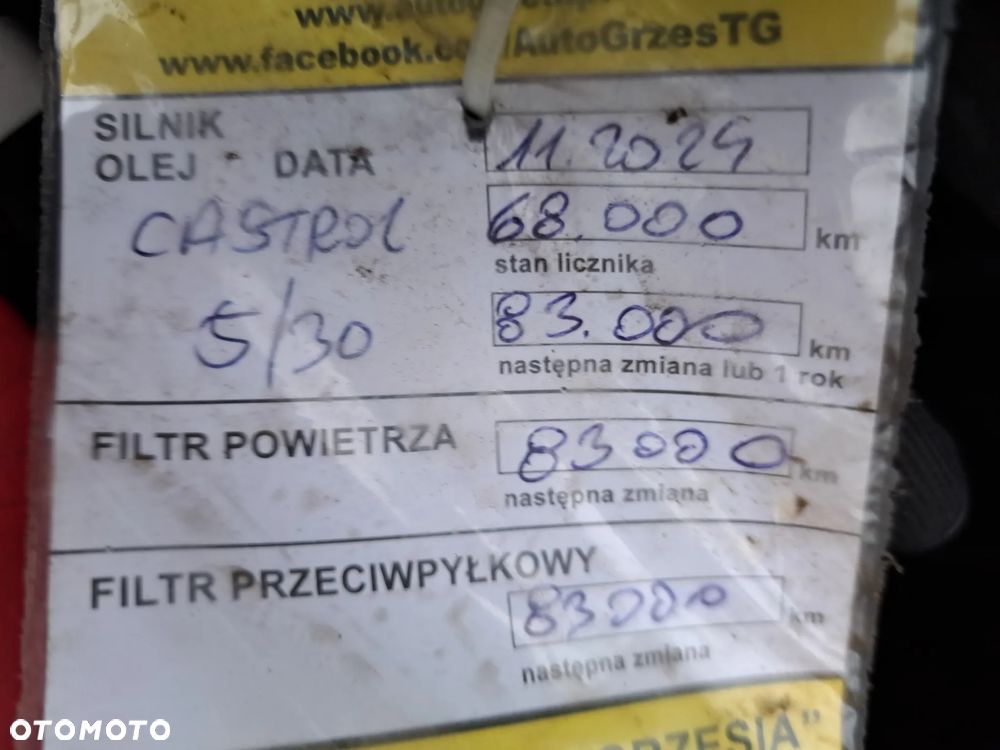 www.
www.facebook.com/AutoGrzesTG
SILNIK
OLEJ DATA 11.2024
CASTROL 68.000 km
stan licznika
5/30 83.000 km
następna zmiana lub 1 rok
FILTR POWIETRZA 83000 km
następna zmiana
FILTR PRZECIWPYŁKOWY
83000 km
następna zmiana
GRZESIA”
OTOMOTO